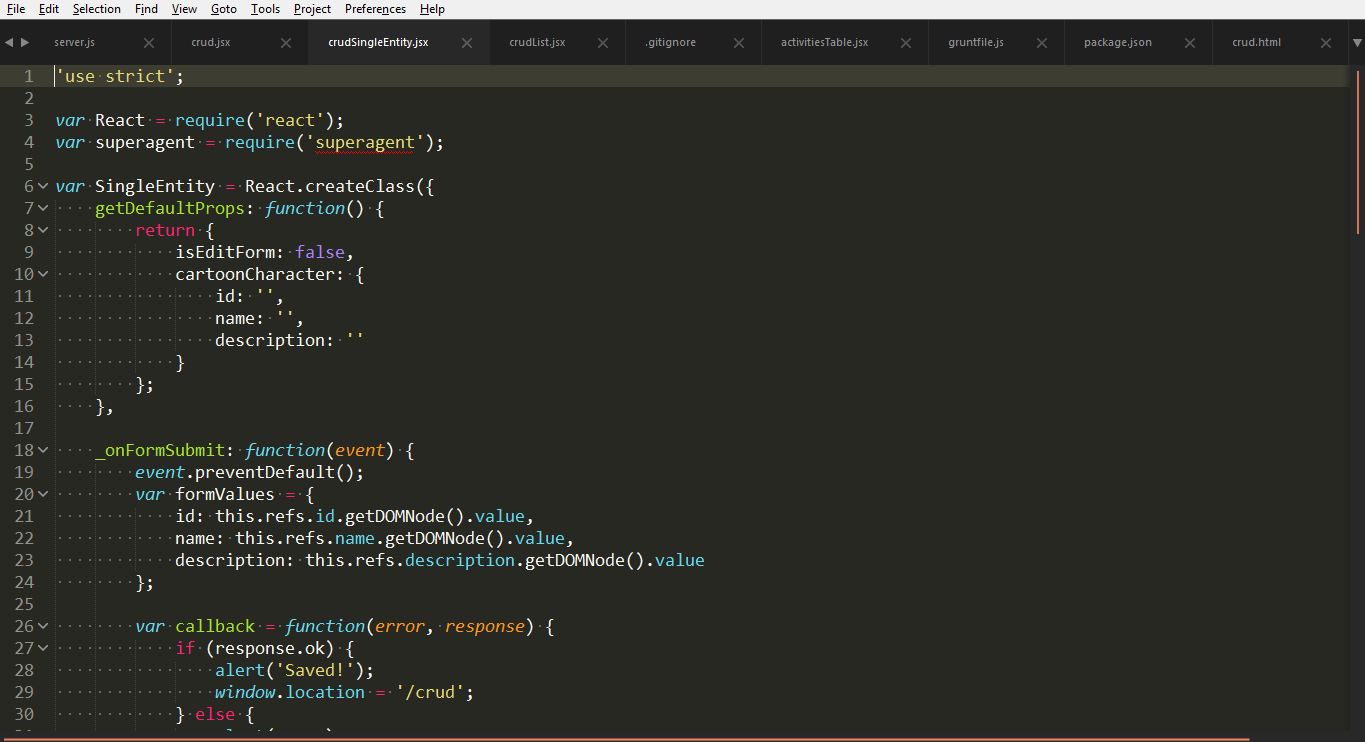 File Edit Selection Find View Goto Tools Project Preferences Help
server.js crud.jsx crudSingleEntity.jsx crudList.jsx .gitignore activitiesTable.jsx gruntfile.js package.json crud.html
1 'use strict';
2
3 var React = require('react');
4 var superagent = require('superagent');
5
6 var SingleEntity = React.createClass({
7 getDefaultProps: function() {
8 return {
9 isEditForm: false,
10 cartoonCharacter: {
11 id: '',
12 name: '',
13 description: ''
14 }
15 };
16 },
17
18 _onFormSubmit: function(event) {
19 event.preventDefault();
20 var formValues = {
21 id: this.refs.id.getDOMNode().value,
22 name: this.refs.name.getDOMNode().value,
23 description: this.refs.description.getDOMNode().value
24 };
25
26 var callback = function(error, response) {
27 if (response.ok) {
28 alert('Saved!');
29 window.location = '/crud';
30 } else {